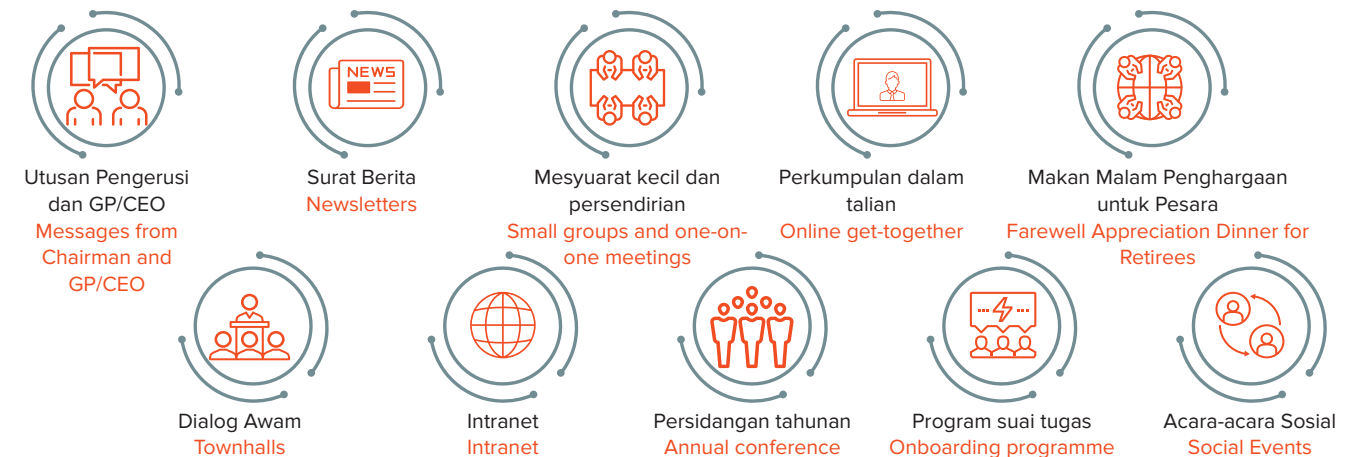 NEWS
Utusan Pengerusi
dan GP/CEO
Messages from
Chairman and
GP/CEO
Surat Berita
Newsletters
Mesyuarat kecil dan
persendirian
Small groups and one-on-
one meetings
Perkumpulan dalam
talian
Online get-together
Makan Malam Penghargaan
untuk Pesara
Farewell Appreciation Dinner for
Retirees
Dialog Awam
Townhalls
Intranet
Intranet
Persidangan tahunan
Annual conference
Program suai tugas
Onboarding programme
Acara-acara Sosial
Social Events